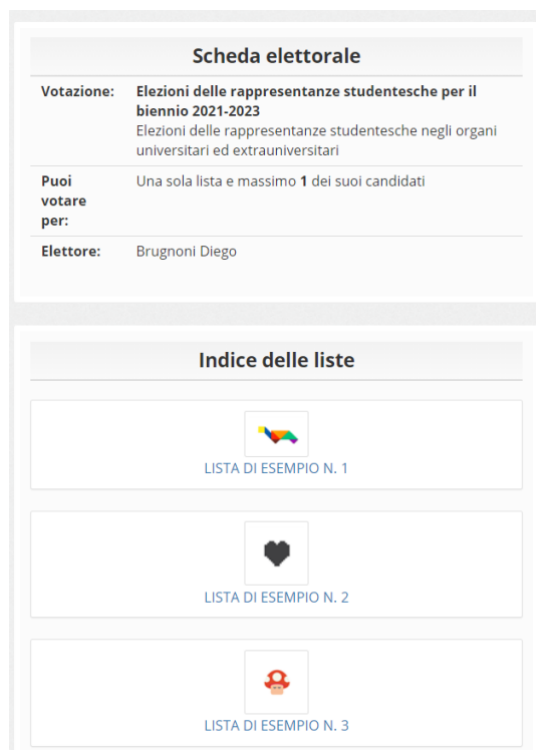 Scheda elettorale
Votazione: Elezioni delle rappresentanze studentesche per il
biennio 2021-2023
Elezioni delle rappresentanze studentesche negli organi
universitari ed extrauniversitari
Puoi votare per: Una sola lista e massimo 1 dei suoi candidati
Elettore: Brugnoni Diego
Indice delle liste
LISTA DI ESEMPIO N. 1
LISTA DI ESEMPIO N. 2
LISTA DI ESEMPIO N. 3